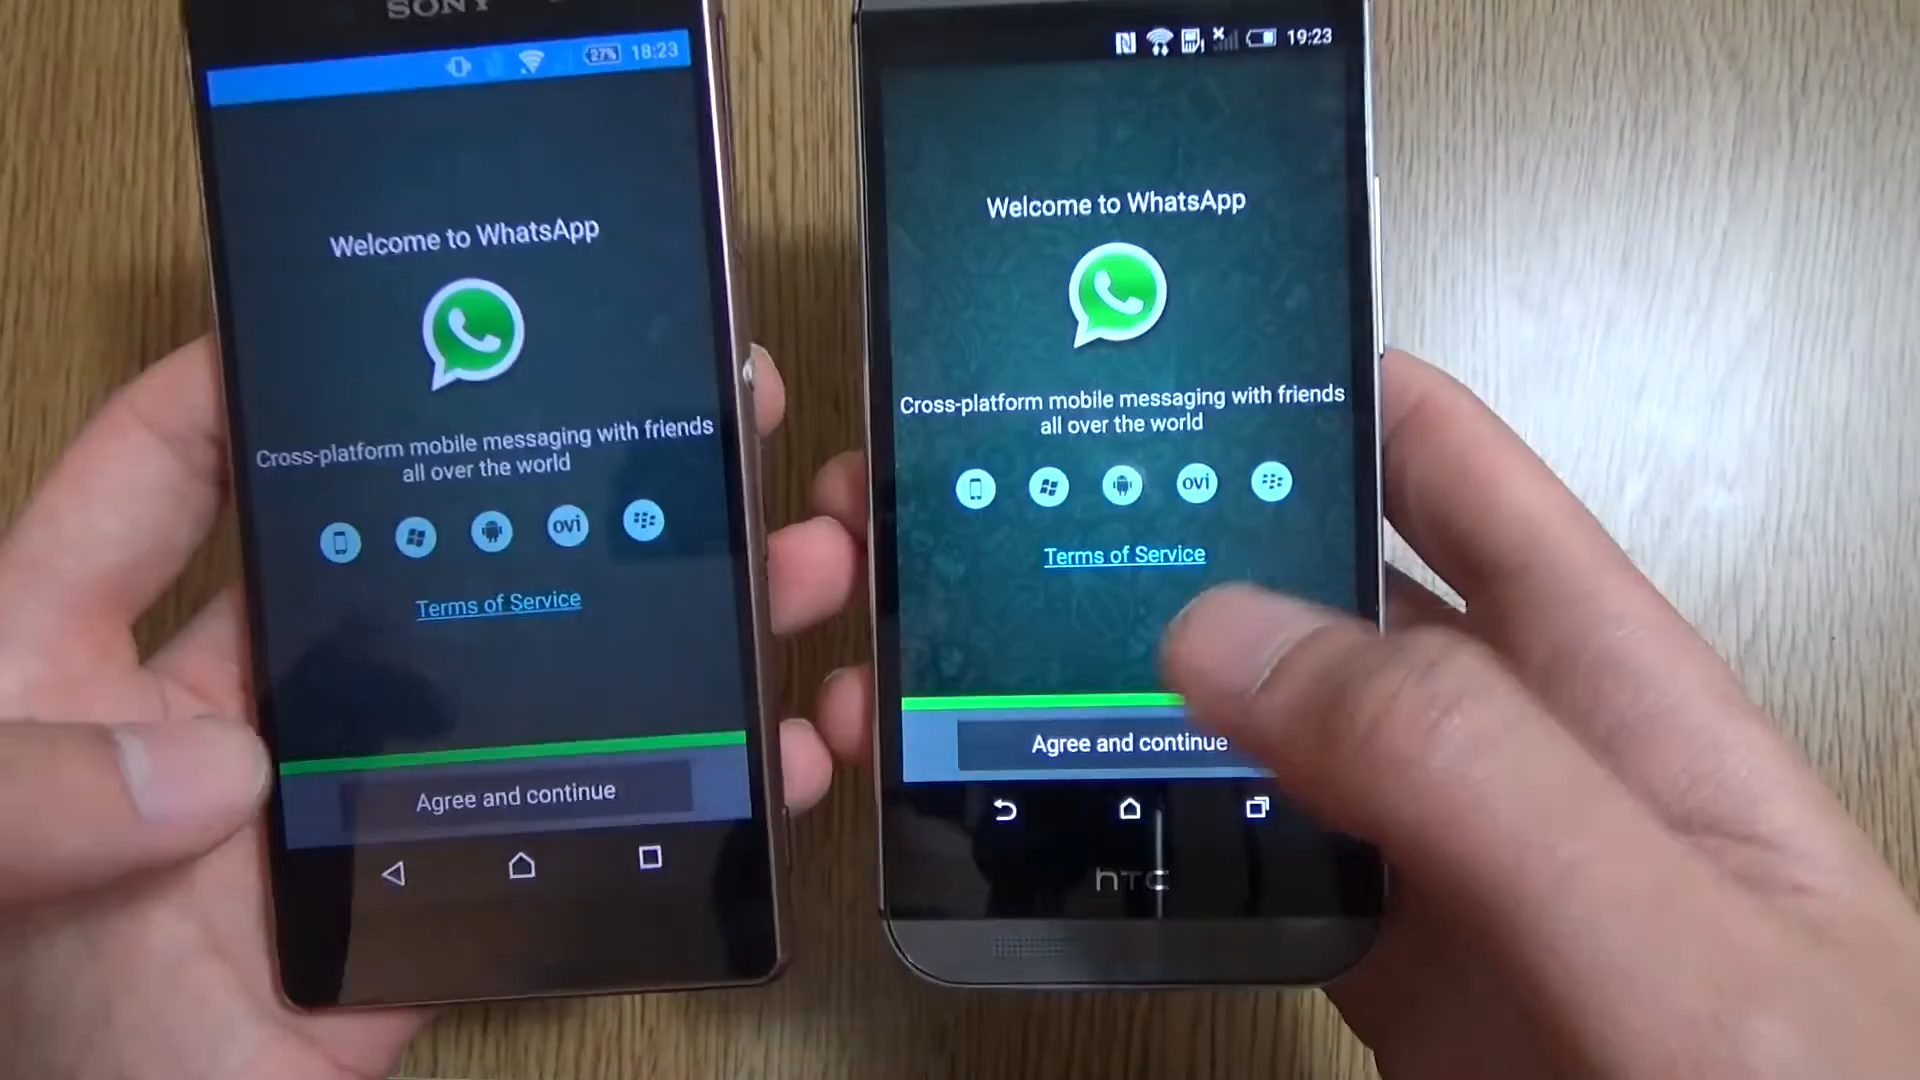 SONY
27% 18:23
Welcome to WhatsApp
Cross-platform mobile messaging with friends
all over the world
ovi
Terms of Service
Agree and continue
19:23
Welcome to WhatsApp
Cross-platform mobile messaging with friends
all over the world
ovi
Terms of Service
Agree and continue
hTC